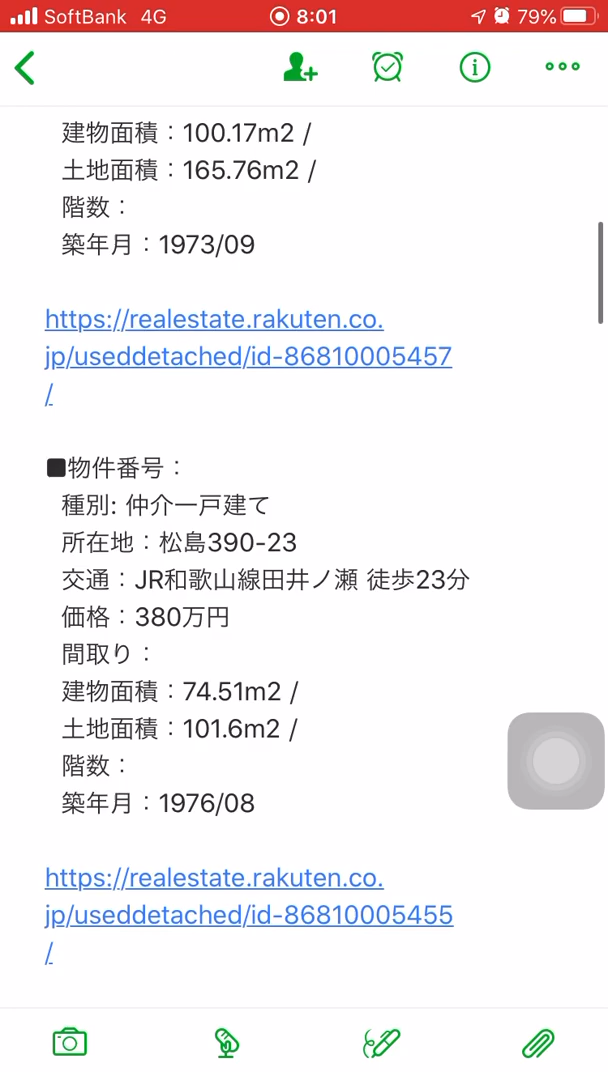 SoftBank 4G 8:01 79%
建物面積：100.17m2 /
土地面積：165.76m2 /
階数：
築年月：1973/09
https://realestate.rakuten.co.
jp/useddetached/id-86810005457
/
■物件番号：
種別: 仲介一戸建て
所在地：松島390-23
交通：JR和歌山線田井ノ瀬 徒歩23分
価格：380万円
間取り：
建物面積：74.51m2 /
土地面積：101.6m2 /
階数：
築年月：1976/08
https://realestate.rakuten.co.
jp/useddetached/id-86810005455
/